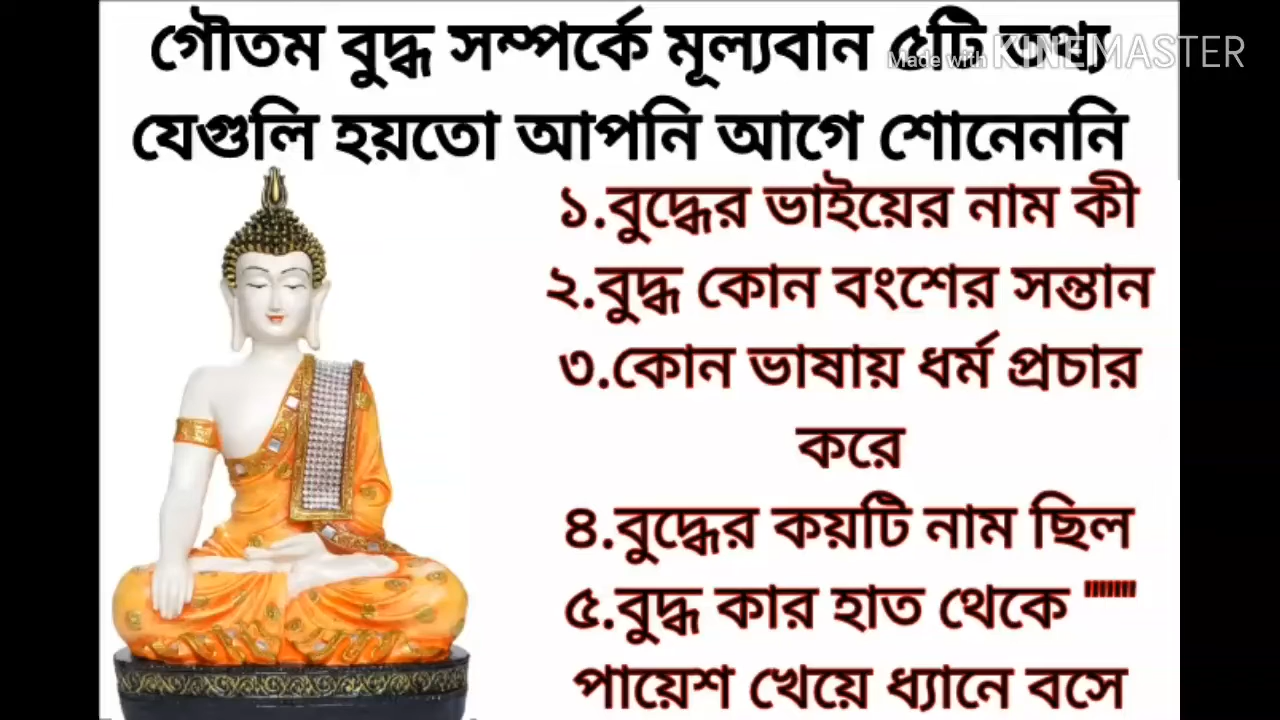 গৌতম বুদ্ধ সম্পর্কে মূল্যবান ৫টি তথ্য
Made with KINEMASTER
যেগুলি হয়তো আপনি আগে শোনেননি
১.বুদ্ধের ভাইয়ের নাম কী
২.বুদ্ধ কোন বংশের সন্তান
৩.কোন ভাষায় ধর্ম প্রচার
করে
৪.বুদ্ধের কয়টি নাম ছিল
৫.বুদ্ধ কার হাত থেকে """"
পায়েশ খেয়ে ধ্যানে বসে